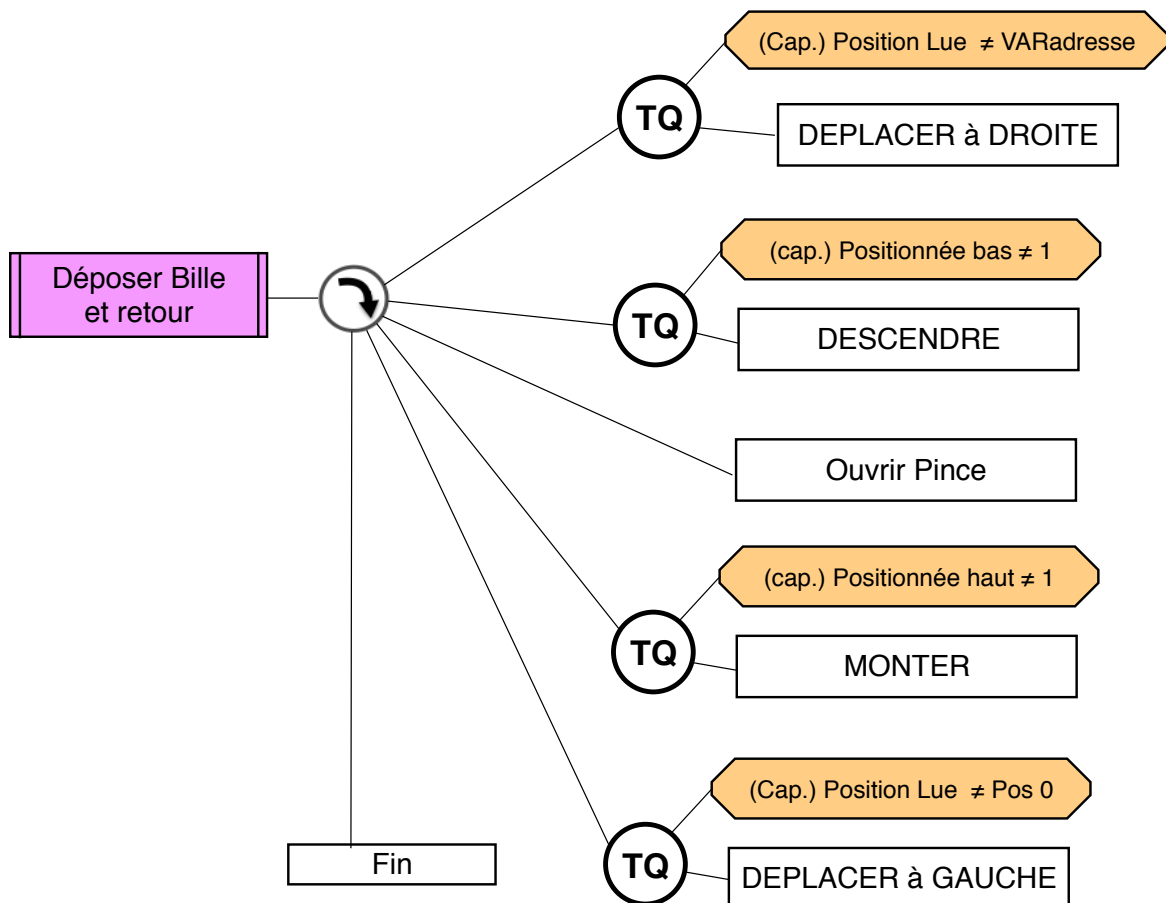 (Cap.) Position Lue ≠ VARadresse
TQ
DEPLACER à DROITE
Déposer Bille
et retour
(cap.) Positionnée bas ≠ 1
TQ
DESCENDRE
Ouvrir Pince
(cap.) Positionnée haut ≠ 1
TQ
MONTER
(Cap.) Position Lue ≠ Pos 0
TQ
DEPLACER à GAUCHE
Fin